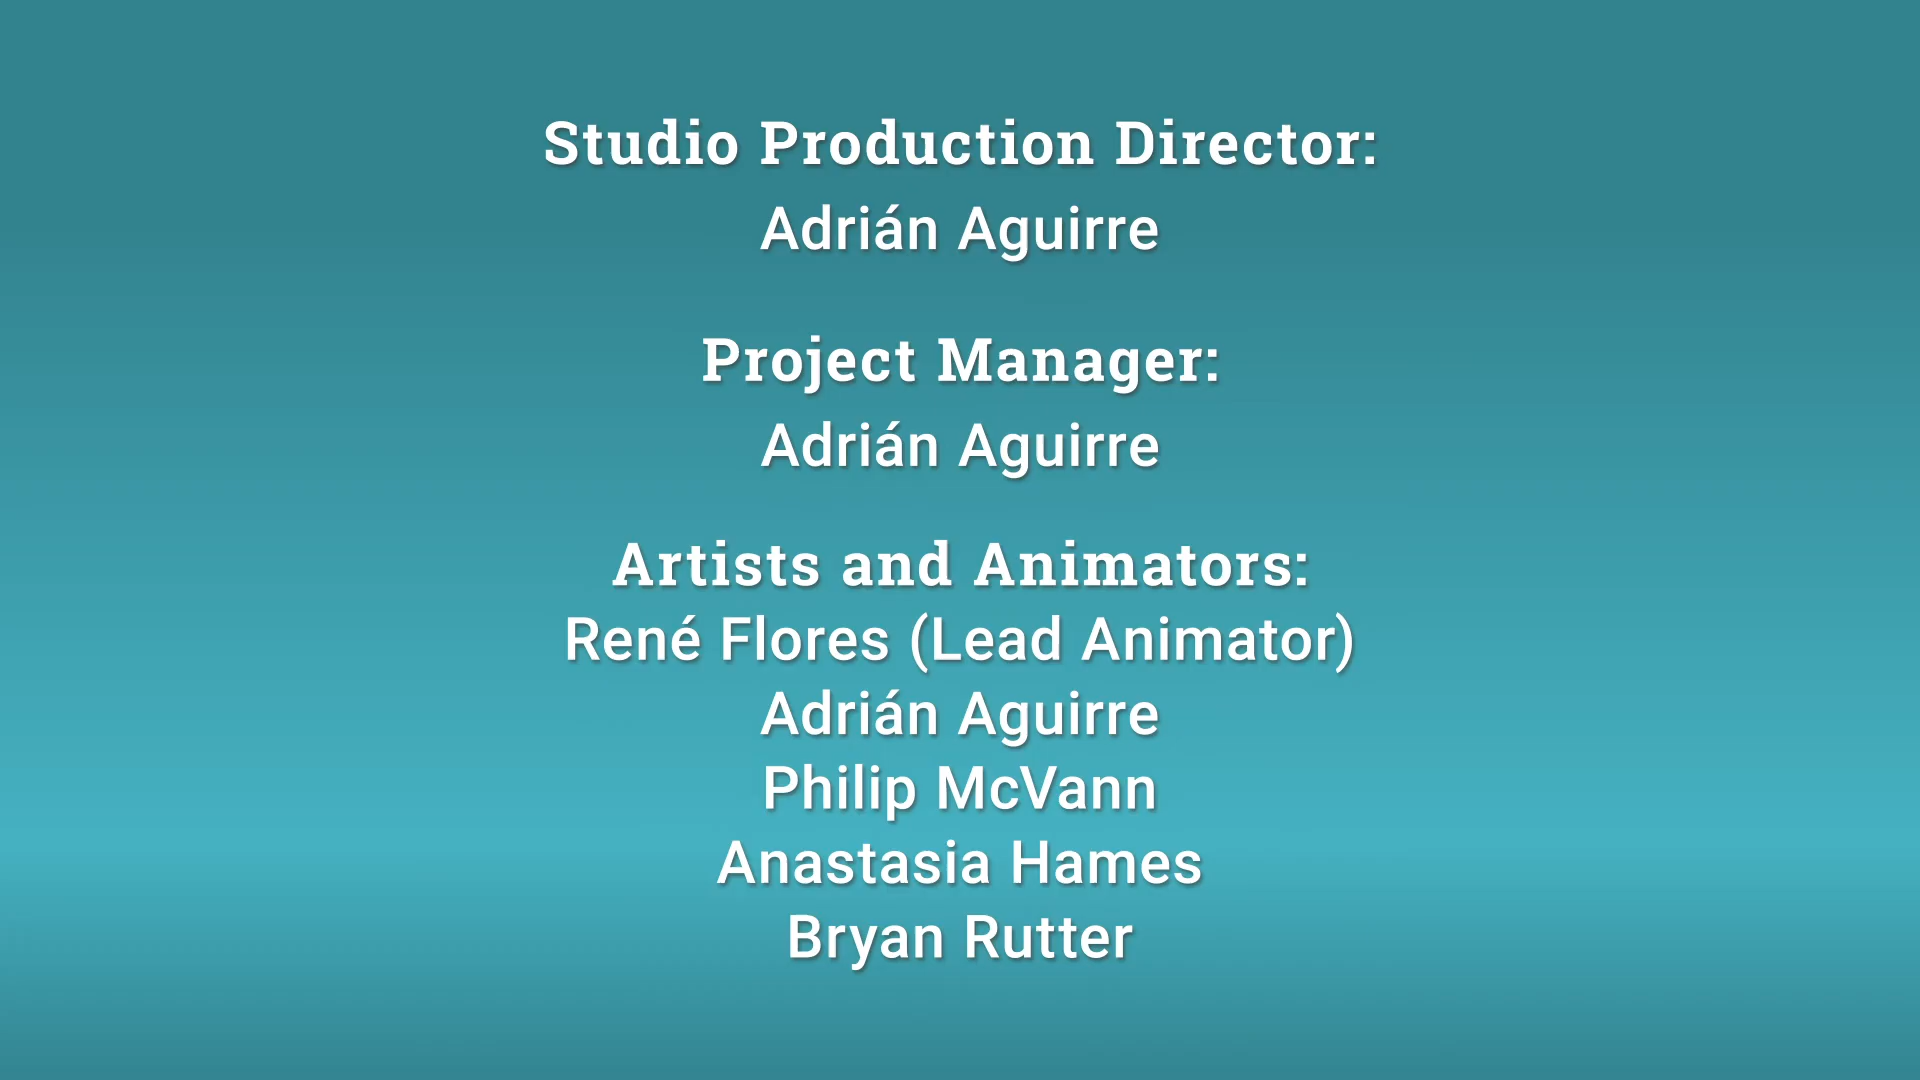 Studio Production Director:
Adrián Aguirre
Project Manager:
Adrián Aguirre
Artists and Animators:
René Flores (Lead Animator)
Adrián Aguirre
Philip McVann
Anastasia Hames
Bryan Rutter